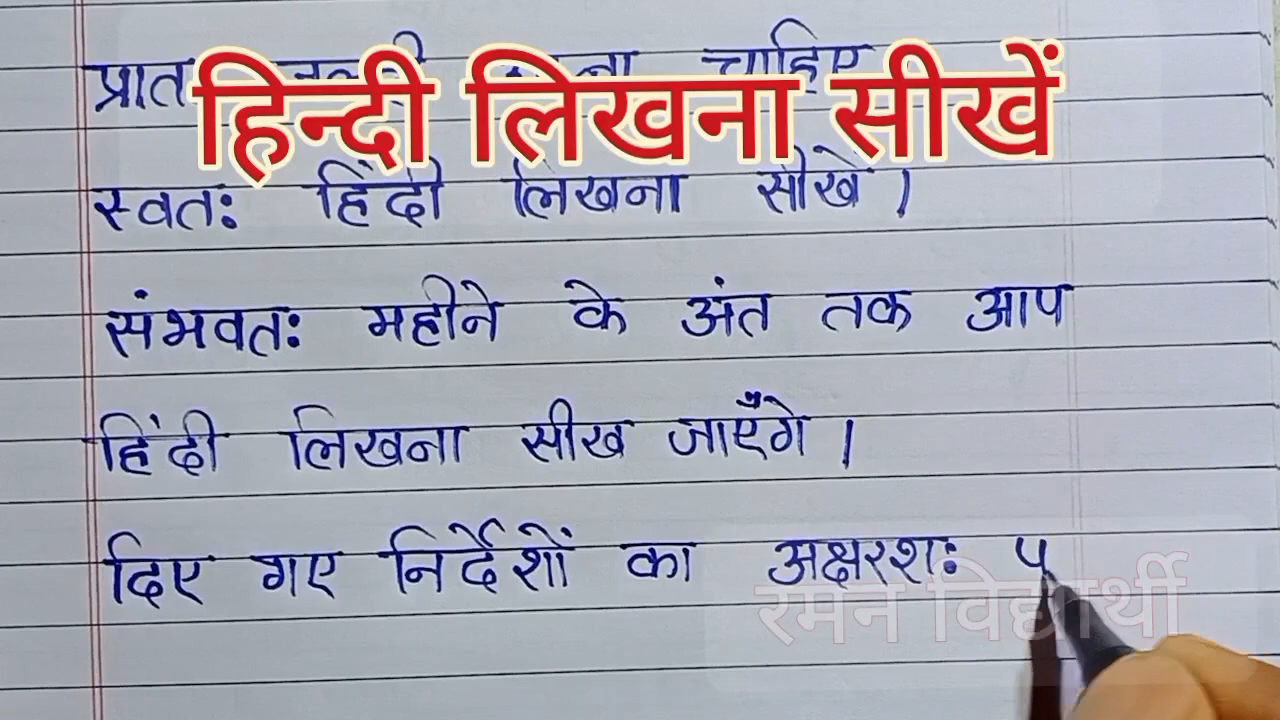 हिन्दी लिखना सीखें
चाहिए
स्वतः हिंदी लिखना सीखें।
संभवतः महीने के अंत तक आप
हिंदी लिखना सीख जाएँगे।
दिए गए निर्देशों का अक्षरशः
रमन विद्यार्थी